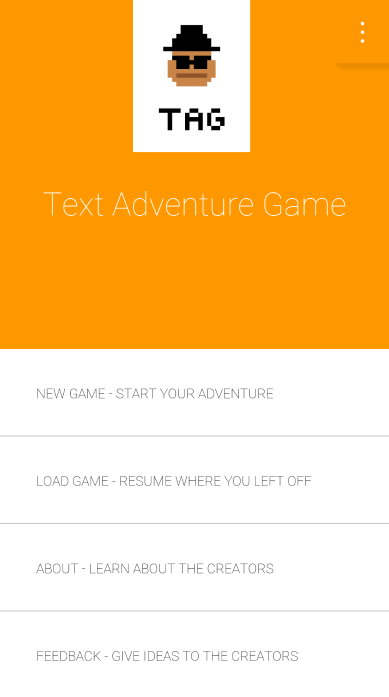 TAG
Text Adventure Game
NEW GAME - START YOUR ADVENTURE
LOAD GAME - RESUME WHERE YOU LEFT OFF
ABOUT - LEARN ABOUT THE CREATORS
FEEDBACK - GIVE IDEAS TO THE CREATORS